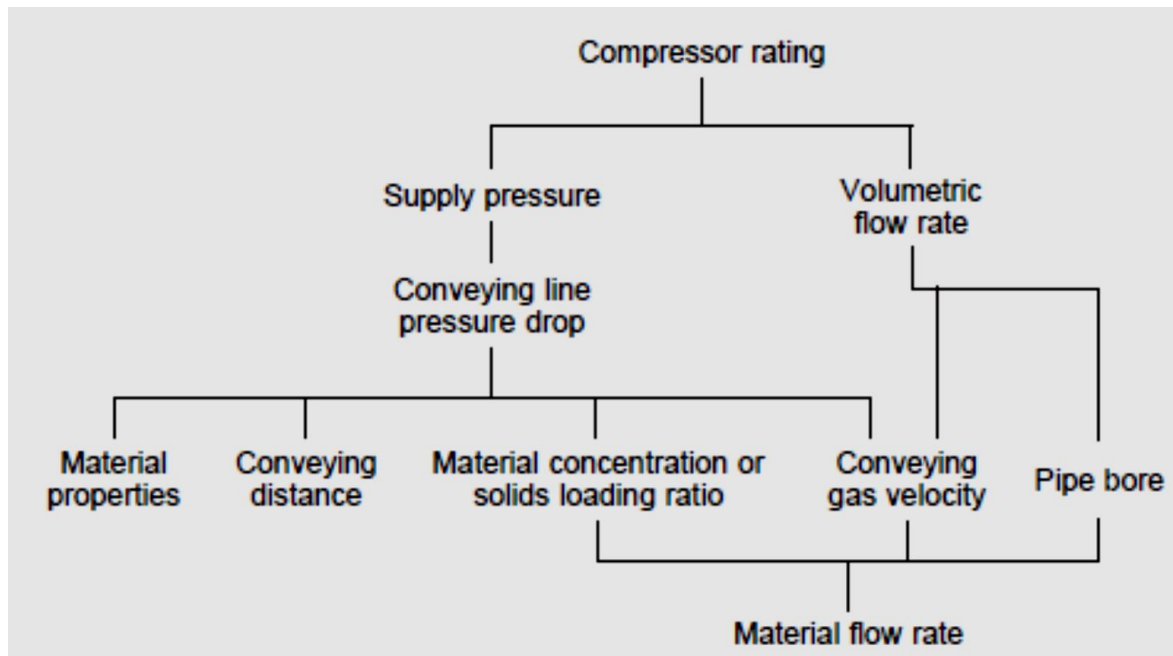 Compressor rating
Supply pressure
Volumetric
flow rate
Conveying line
pressure drop
Material
properties
Conveying
distance
Material concentration or
solids loading ratio
Conveying
gas velocity
Pipe bore
Material flow rate